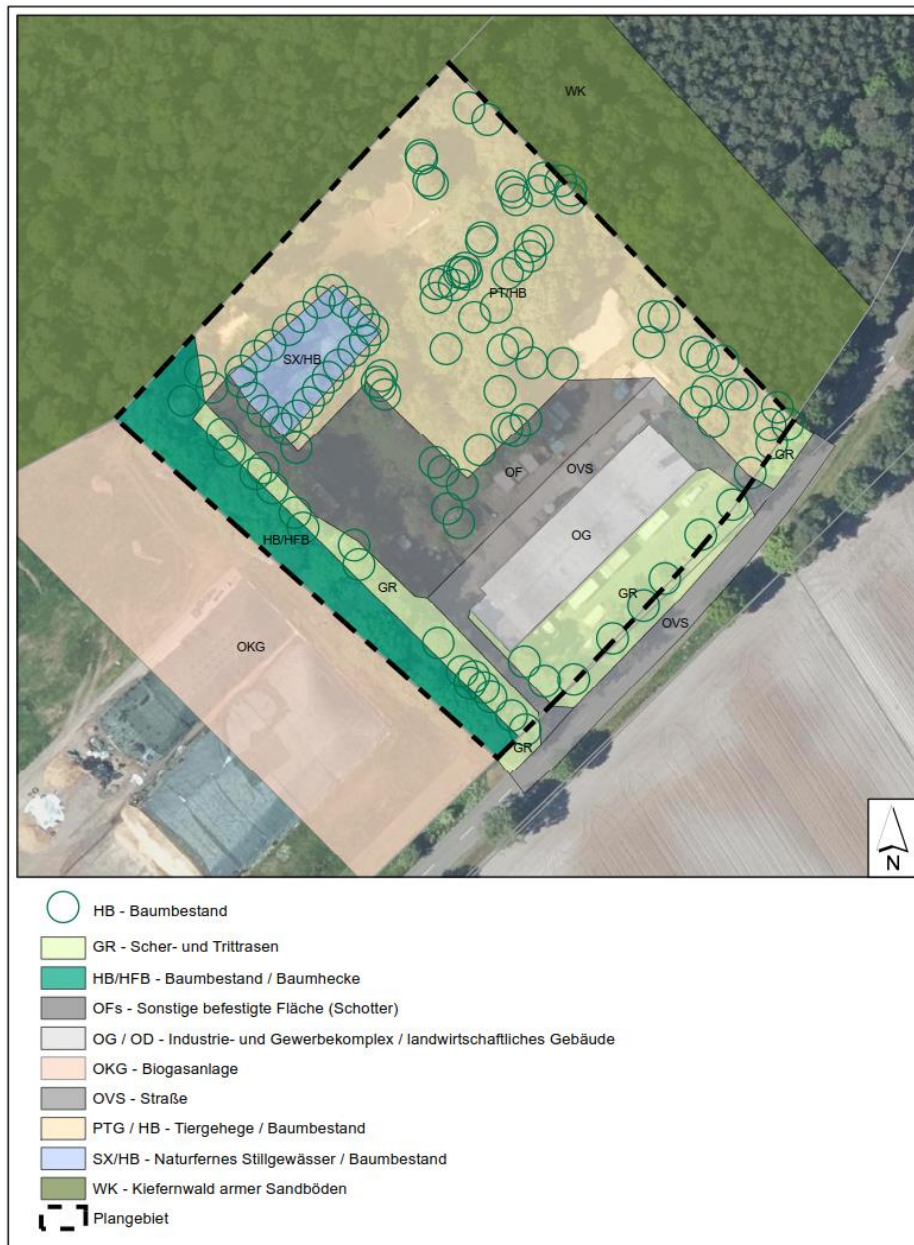 WK
PT/HB
SX/HB
OF
OVS
OG
GR
HB/HFB
GR
GR
OVS
OKG
GR
N
HB - Baumbestand
GR - Scher- und Trittrasen
HB/HFB - Baumbestand / Baumhecke
OFs - Sonstige befestigte Fläche (Schotter)
OG / OD - Industrie- und Gewerbekomplex / landwirtschaftliches Gebäude
OKG - Biogasanlage
OVS - Straße
PTG / HB - Tiergehege / Baumbestand
SX/HB - Naturfernes Stillgewässer / Baumbestand
WK - Kiefernwald armer Sandböden
Plangebiet